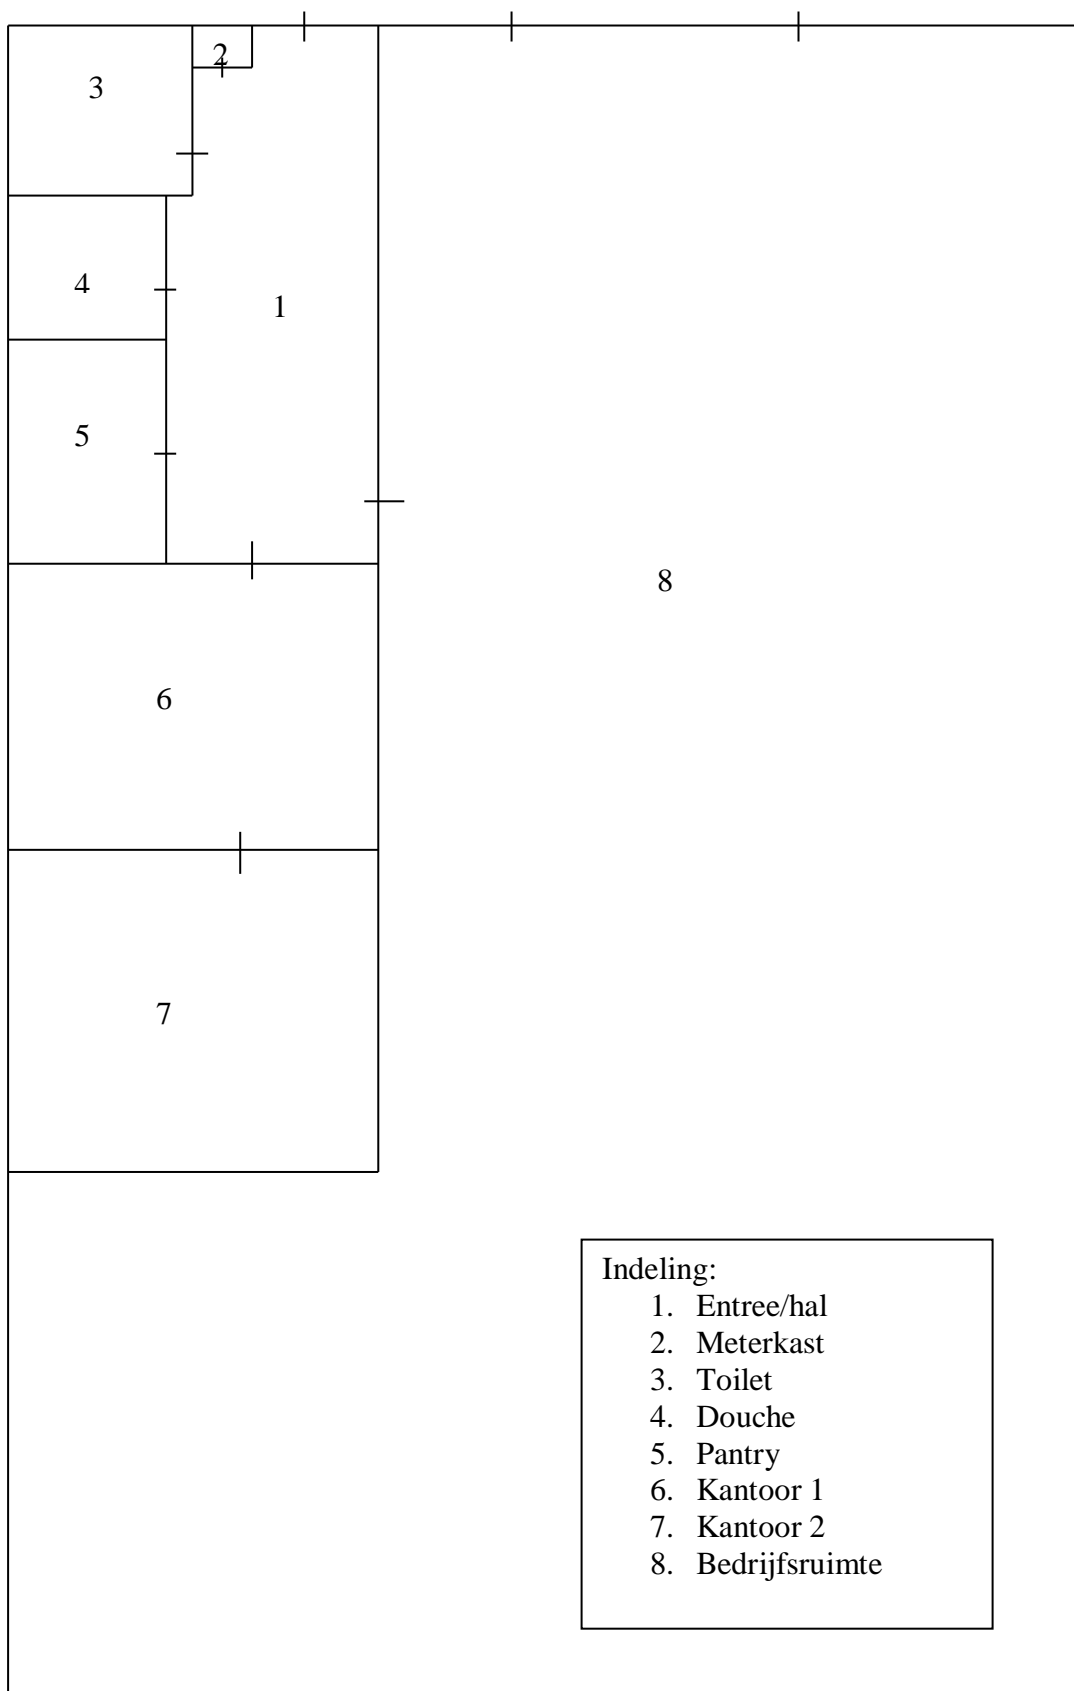 2
3
4
1
5
8
6
7
Indeling:
1. Entree/hal
2. Meterkast
3. Toilet
4. Douche
5. Pantry
6. Kantoor 1
7. Kantoor 2
8. Bedrijfsruimte